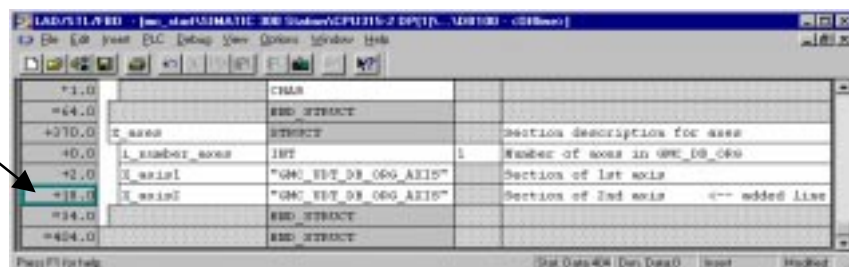 LAD/STL/FBD - [mc_start\SIMATIC 300 Station\CPU315-2 DP(1)\...\DB100 - <Offline>]
File Edit Insert PLC Debug View Options Window Help
*1.0 CHAR
=64.0 END_STRUCT
+370.0 STRUCT Section description for axes
+0.0 i_number_axes INT 1 Number of axes in GMC_DB_ORG
+2.0 "GMC_UDT_DB_ORG_AXIS" Section of 1st axis
+18.0 "GMC_UDT_DB_ORG_AXIS" Section of 2nd axis <-- added line
=34.0 END_STRUCT
=404.0 END_STRUCT
Press F1 for help. Stat Data:404 Dyn. Data:0 Insert Modified